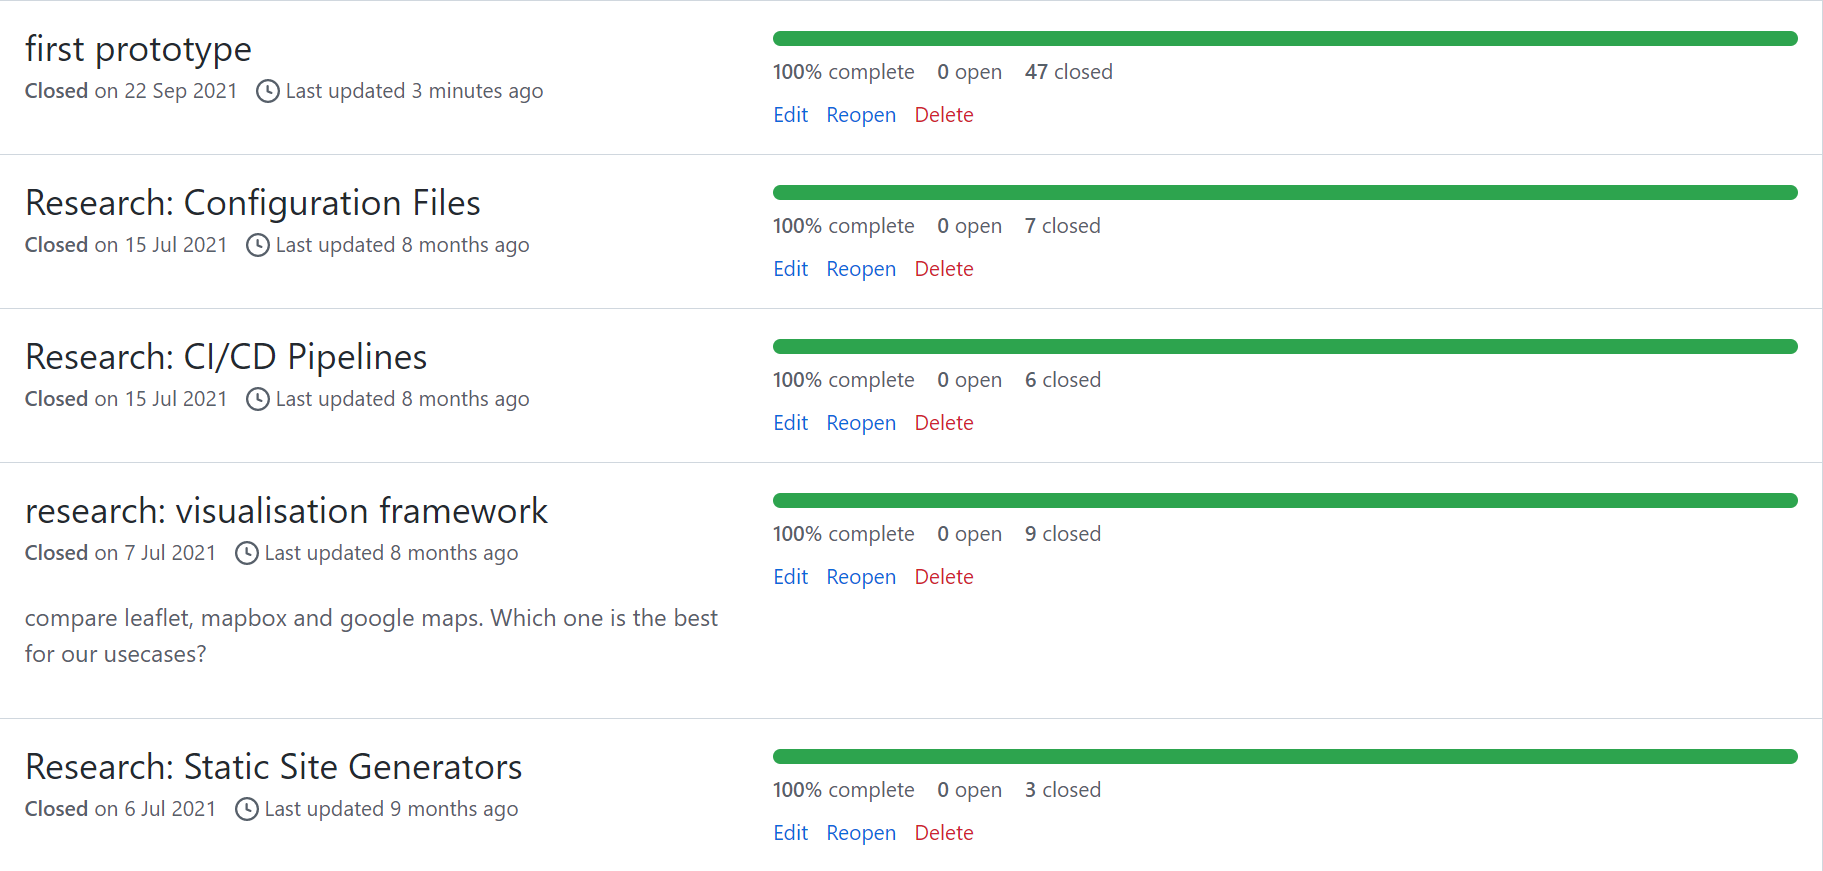 first prototype
Closed on 22 Sep 2021 Last updated 3 minutes ago
100% complete 0 open 47 closed
Edit Reopen Delete
Research: Configuration Files
Closed on 15 Jul 2021 Last updated 8 months ago
100% complete 0 open 7 closed
Edit Reopen Delete
Research: CI/CD Pipelines
Closed on 15 Jul 2021 Last updated 8 months ago
100% complete 0 open 6 closed
Edit Reopen Delete
research: visualisation framework
Closed on 7 Jul 2021 Last updated 8 months ago
compare leaflet, mapbox and google maps. Which one is the best
for our usecases?
100% complete 0 open 9 closed
Edit Reopen Delete
Research: Static Site Generators
Closed on 6 Jul 2021 Last updated 9 months ago
100% complete 0 open 3 closed
Edit Reopen Delete